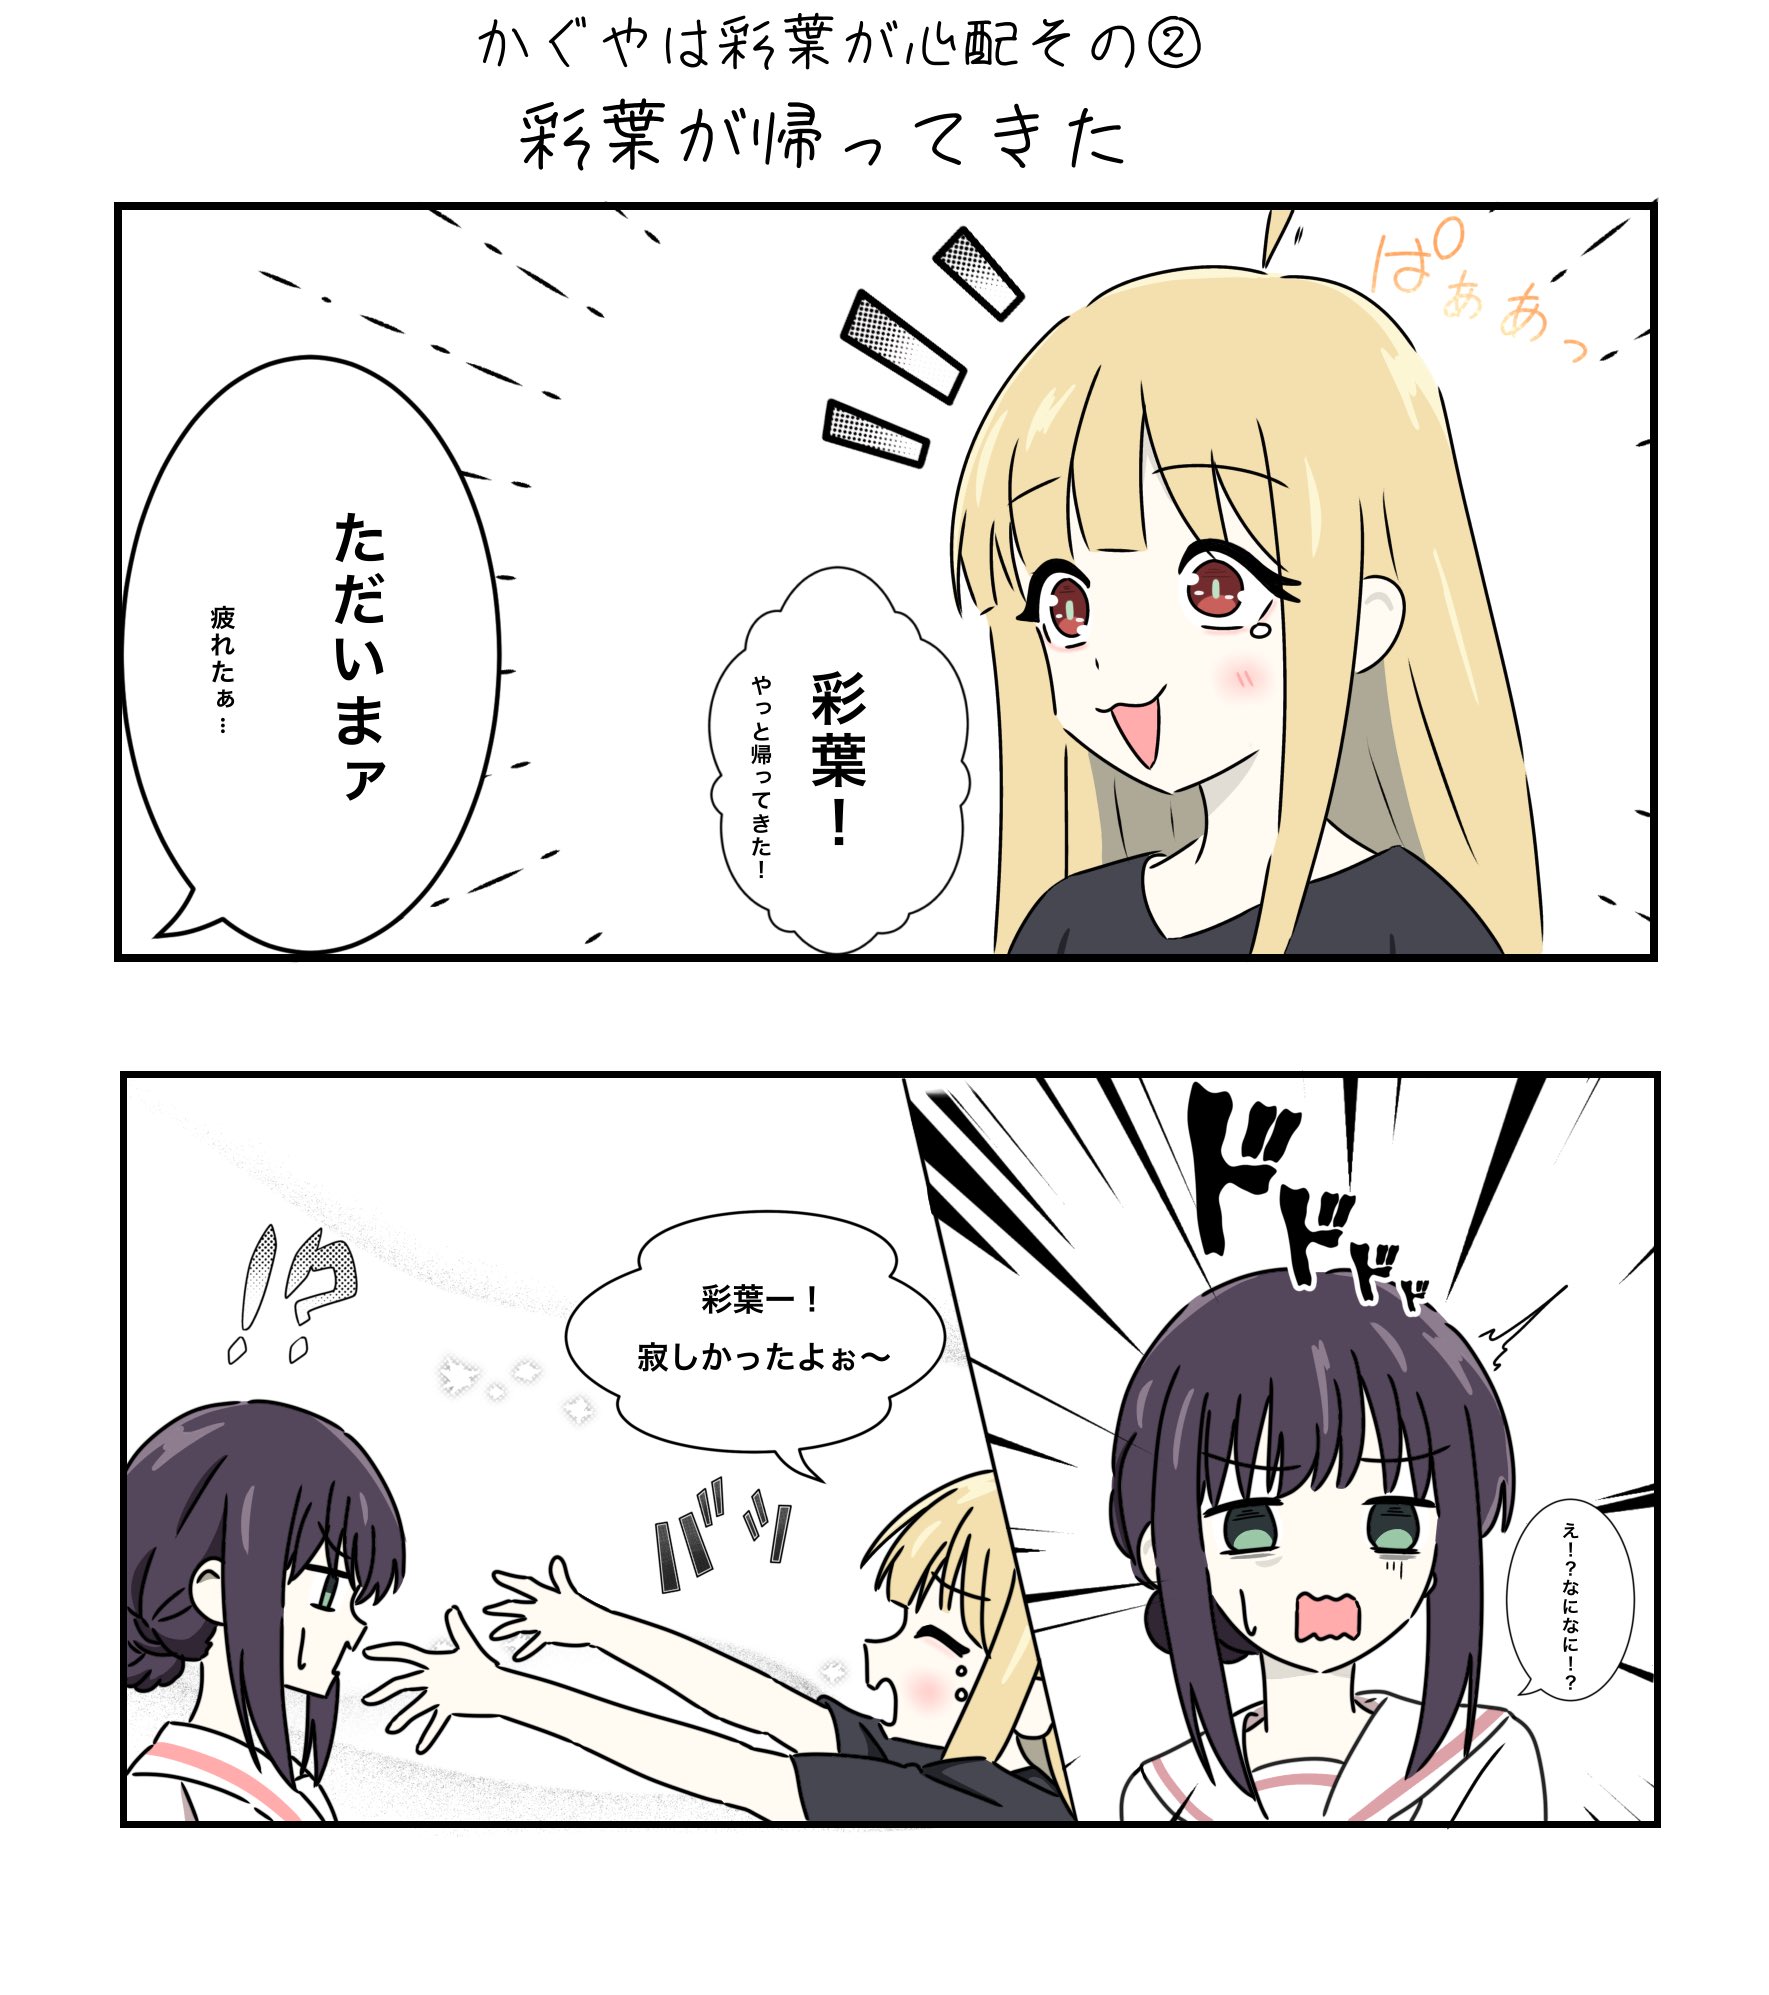 かぐやは彩葉が心配その②
彩葉が帰ってきた
ぱぁぁっ
彩葉！
やっと帰ってきた！
ただいまァ
疲れたぁ…
ドドドド
え！？なになに！？
彩葉ー！
寂しかったよぉ〜
バッ
！？